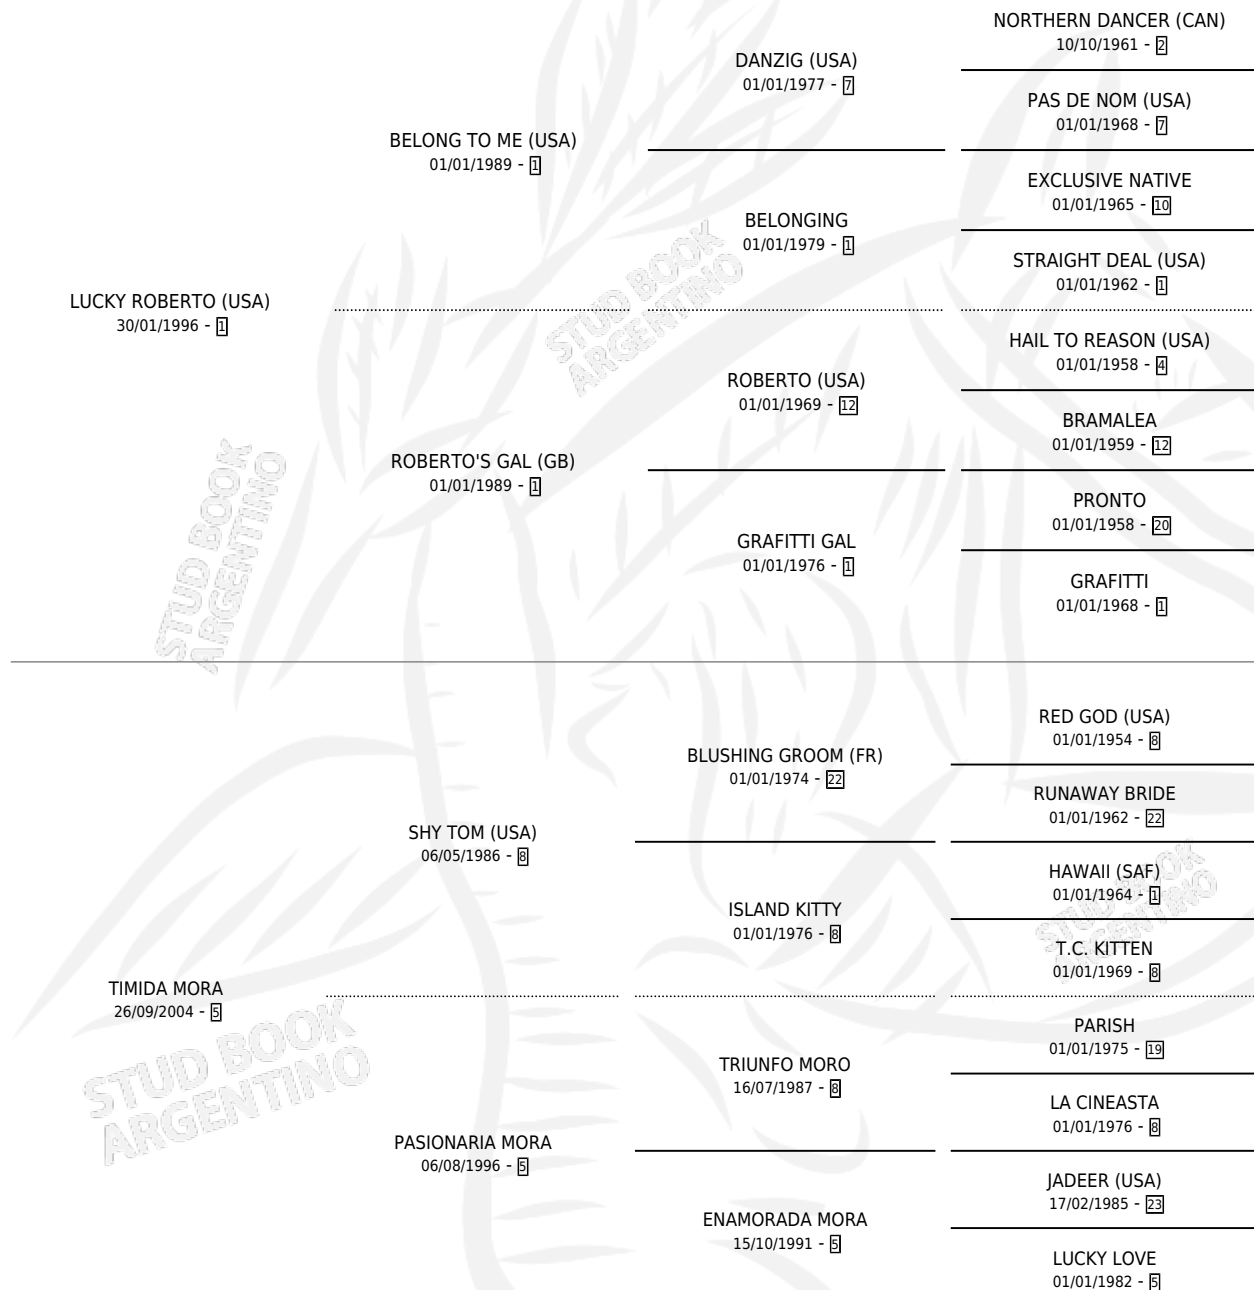 NORTHERN DANCER (CAN)
10/10/1961 - 2
DANZIG (USA)
01/01/1977 - 7
PAS DE NOM (USA)
01/01/1968 - 7
BELONG TO ME (USA)
01/01/1989 - 1
EXCLUSIVE NATIVE
01/01/1965 - 10
BELONGING
01/01/1979 - 1
STRAIGHT DEAL (USA)
01/01/1962 - 1
LUCKY ROBERTO (USA)
30/01/1996 - 1
HAIL TO REASON (USA)
01/01/1958 - 4
ROBERTO (USA)
01/01/1969 - 12
BRAMALEA
01/01/1959 - 12
ROBERTO'S GAL (GB)
01/01/1989 - 1
PRONTO
01/01/1958 - 20
GRAFITTI GAL
01/01/1976 - 1
GRAFITTI
01/01/1968 - 1
RED GOD (USA)
01/01/1954 - 8
BLUSHING GROOM (FR)
01/01/1974 - 22
RUNAWAY BRIDE
01/01/1962 - 22
SHY TOM (USA)
06/05/1986 - 8
HAWAII (SAF)
01/01/1964 - 1
ISLAND KITTY
01/01/1976 - 8
T.C. KITTEN
01/01/1969 - 8
TIMIDA MORA
26/09/2004 - 5
PARISH
01/01/1975 - 19
TRIUNFO MORO
16/07/1987 - 8
LA CINEASTA
01/01/1976 - 8
PASIONARIA MORA
06/08/1996 - 5
JADEER (USA)
17/02/1985 - 23
ENAMORADA MORA
15/10/1991 - 5
LUCKY LOVE
01/01/1982 - 5
STUD BOOK
ARGENTINO
STUD BOOK
ARGENTINO
STUD BOOK
ARGENTINO
STUD BOOK
ARGENTINO